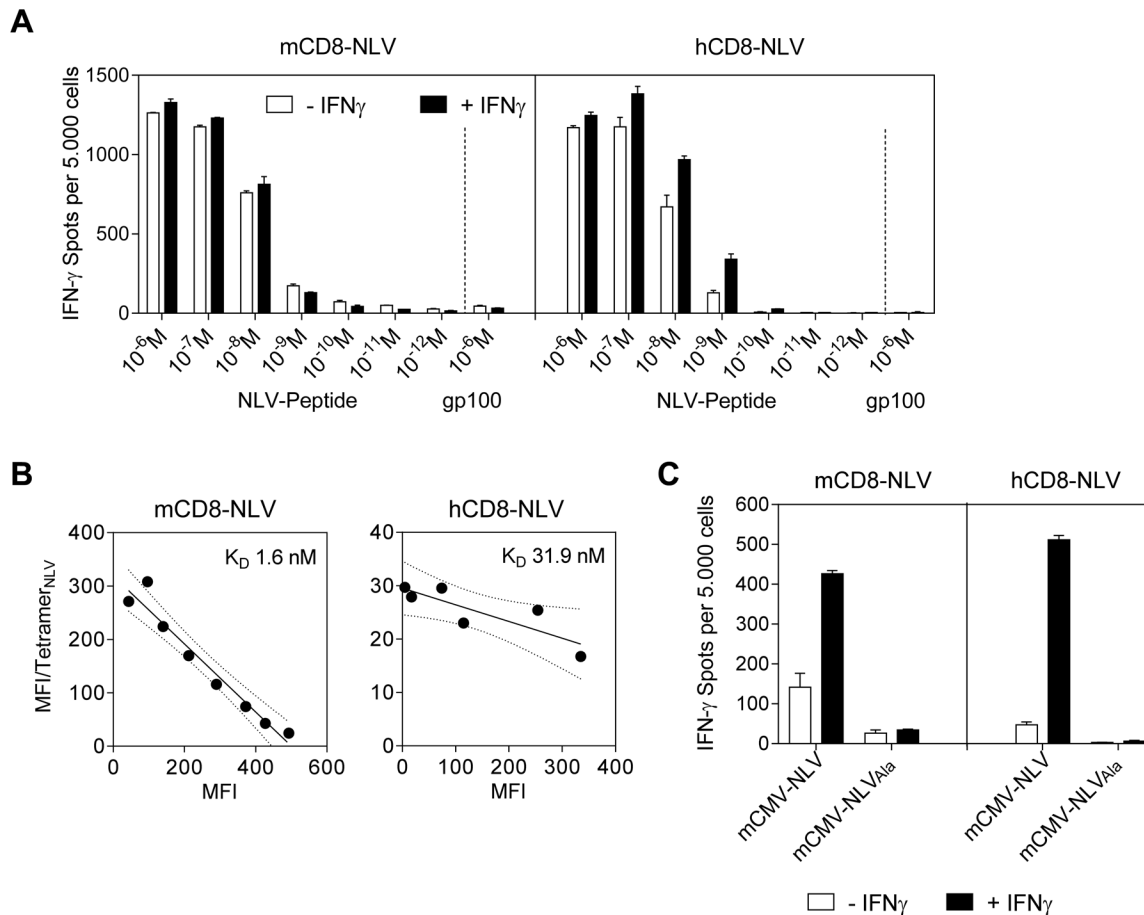 A
mCD8-NLV
hCD8-NLV
IFN-γ Spots per 5.000 cells
1500
1000
500
0
- IFNγ
+ IFNγ
10⁻⁶M
10⁻⁷M
10⁻⁸M
10⁻⁹M
10⁻¹⁰M
10⁻¹¹M
10⁻¹²M
10⁻⁶M
10⁻⁶M
10⁻⁷M
10⁻⁸M
10⁻⁹M
10⁻¹⁰M
10⁻¹¹M
10⁻¹²M
10⁻⁶M
NLV-Peptide
gp100
NLV-Peptide
gp100
B
mCD8-NLV
MFI/Tetramer_NLV
400
300
200
100
0
K_D 1.6 nM
0
200
400
600
MFI
hCD8-NLV
40
30
20
10
0
K_D 31.9 nM
0
100
200
300
400
MFI
C
mCD8-NLV
hCD8-NLV
IFN-γ Spots per 5.000 cells
600
500
400
300
200
100
0
mCMV-NLV
mCMV-NLV_Ala
mCMV-NLV
mCMV-NLV_Ala
- IFNγ
+ IFNγ